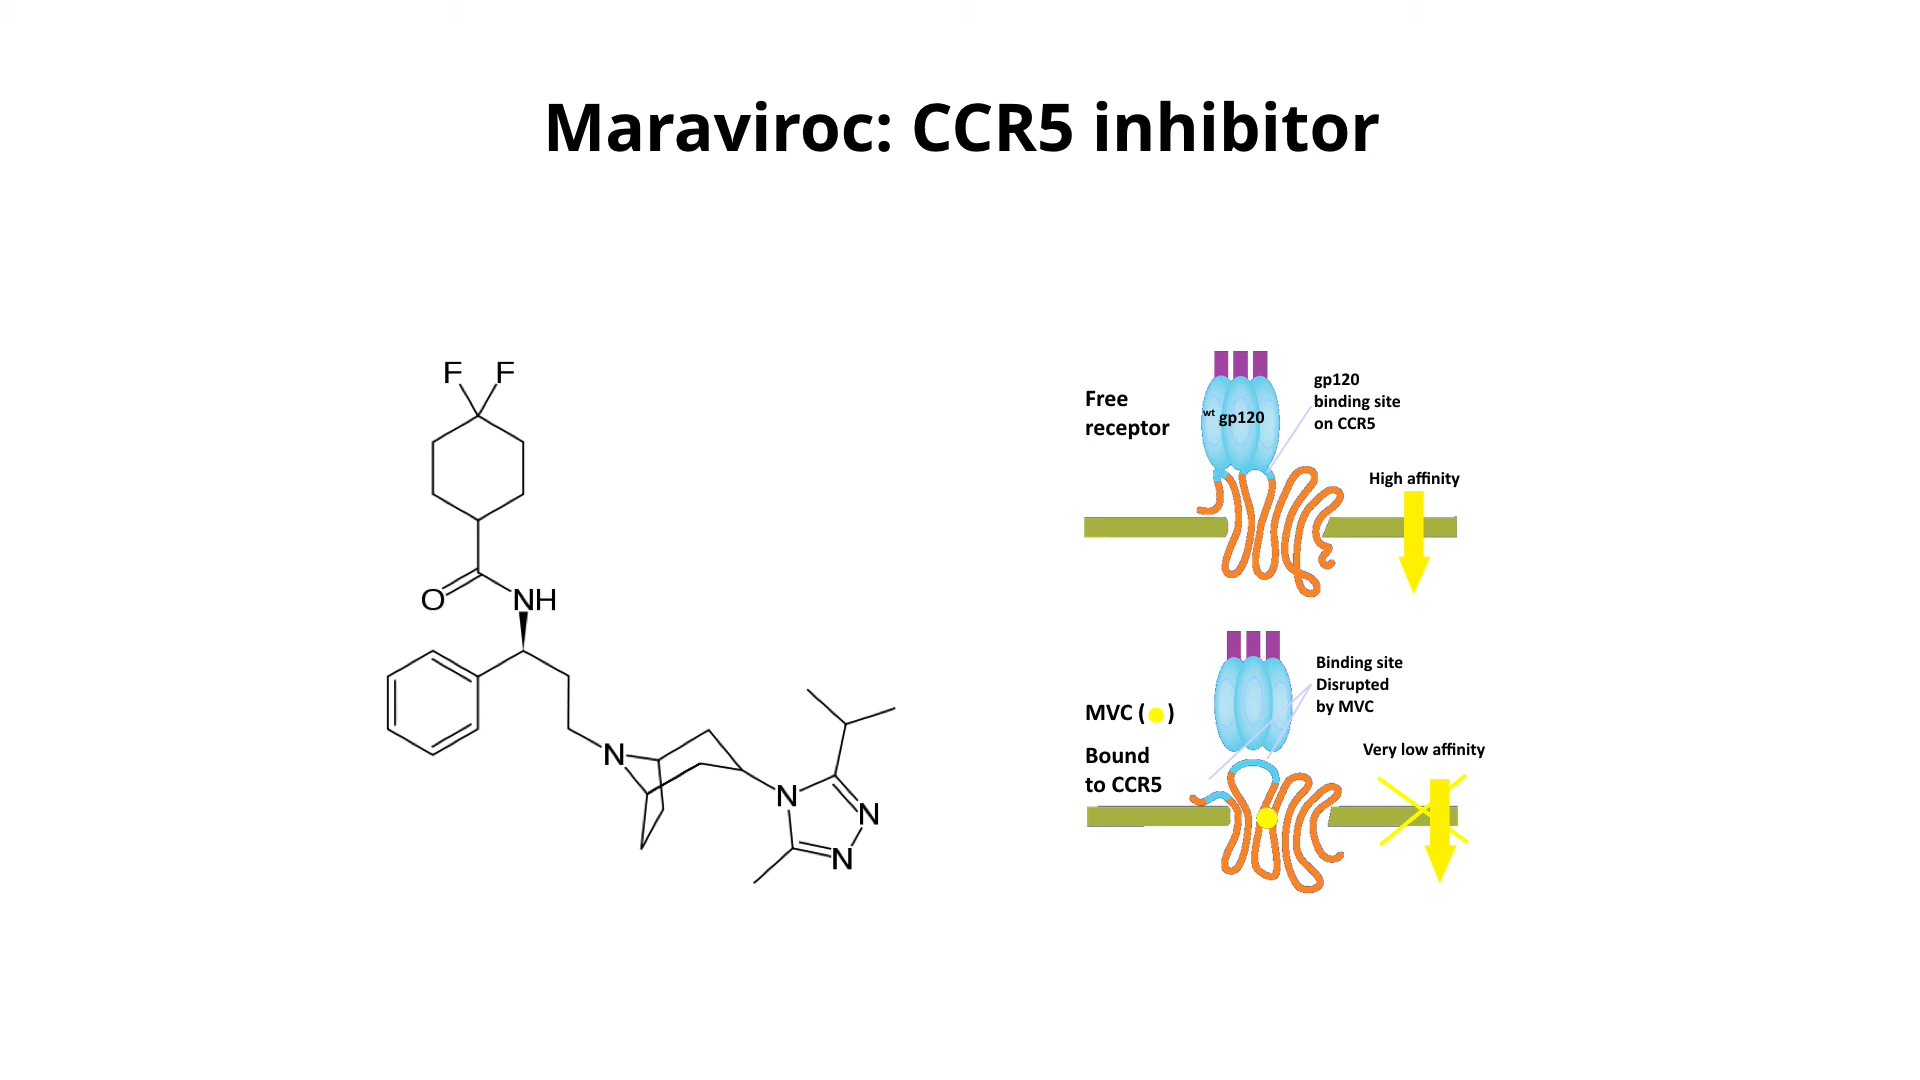 Maraviroc: CCR5 inhibitor
F F
O
NH
N
N
N
N
Free
receptor
wt gp120
gp120
binding site
on CCR5
High affinity
MVC ( )
Bound
to CCR5
Binding site
Disrupted
by MVC
Very low affinity